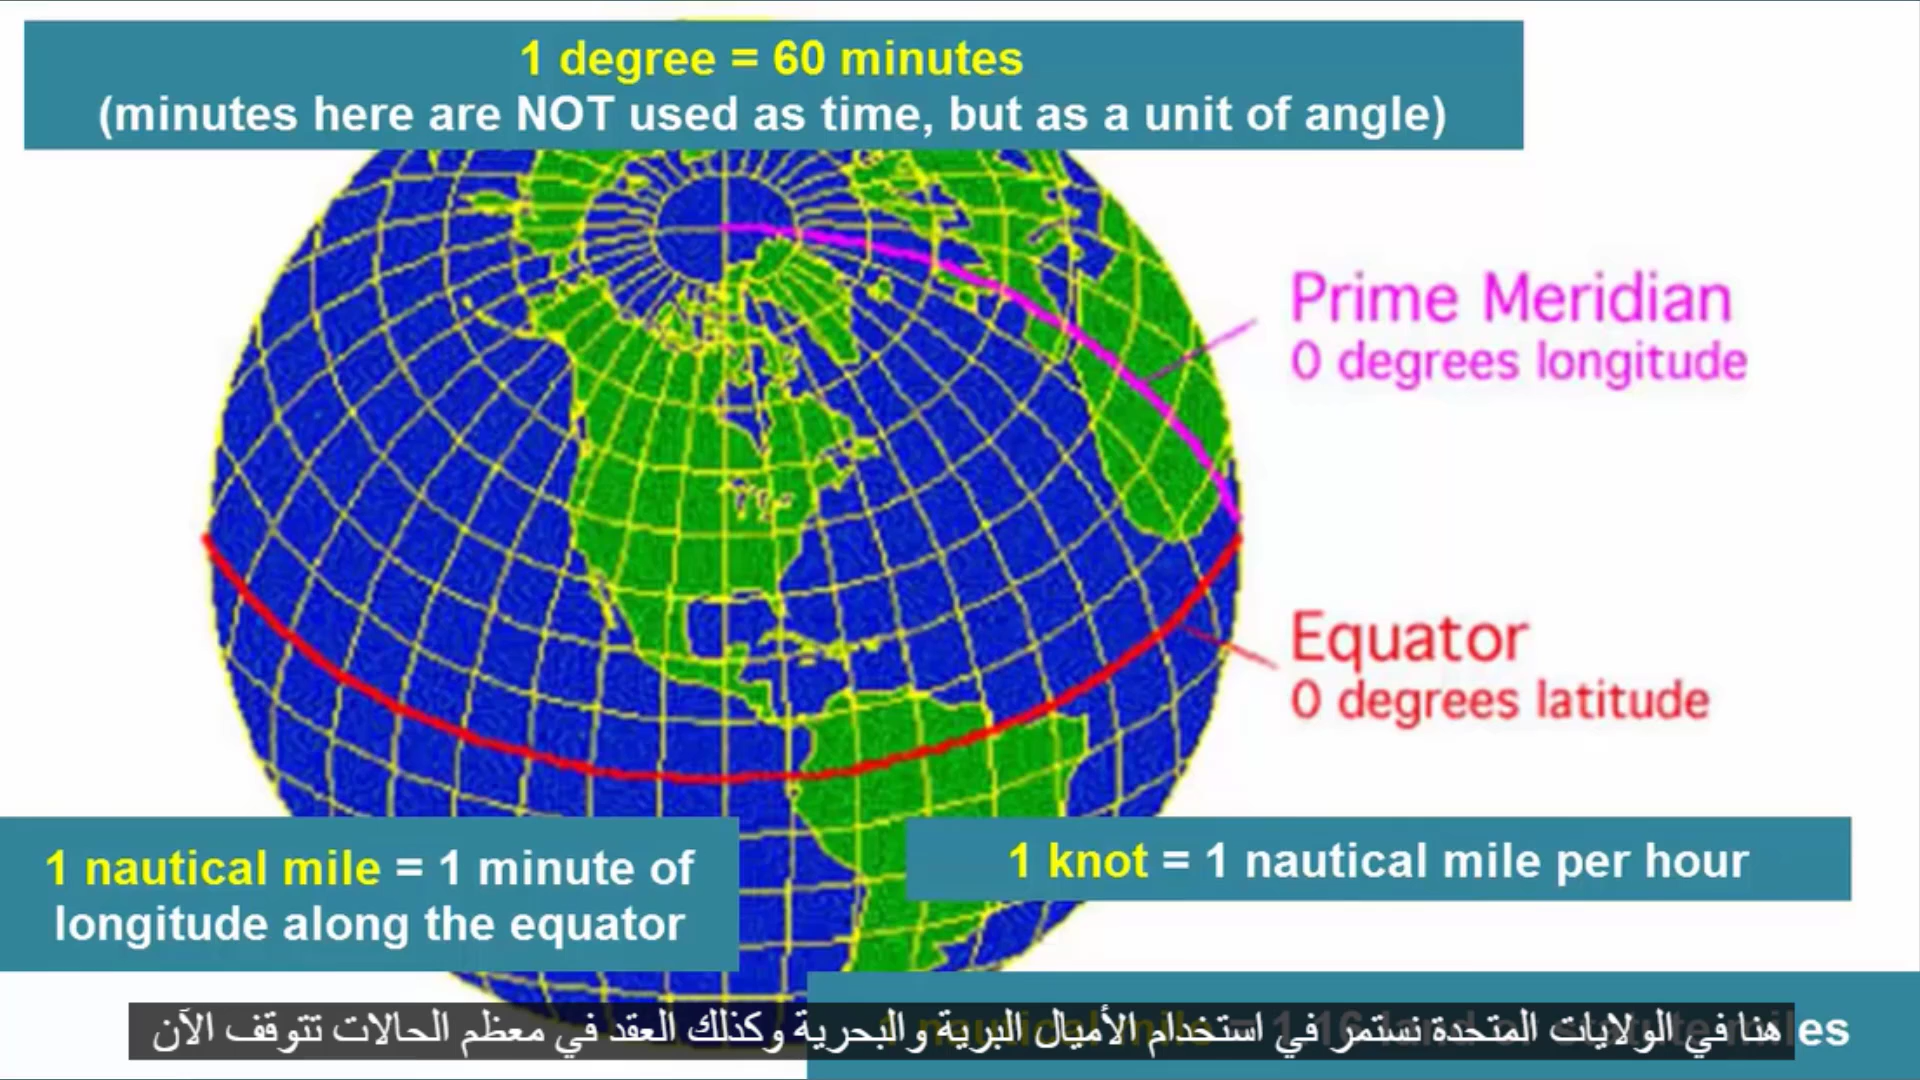 1 degree = 60 minutes
(minutes here are NOT used as time, but as a unit of angle)
Prime Meridian
0 degrees longitude
Equator
0 degrees latitude
1 nautical mile = 1 minute of
longitude along the equator
1 knot = 1 nautical mile per hour
هنا في الولايات المتحدة نستمر في استخدام الأميال البرية والبحرية وكذلك العقد في معظم الحالات تتوقف الآن